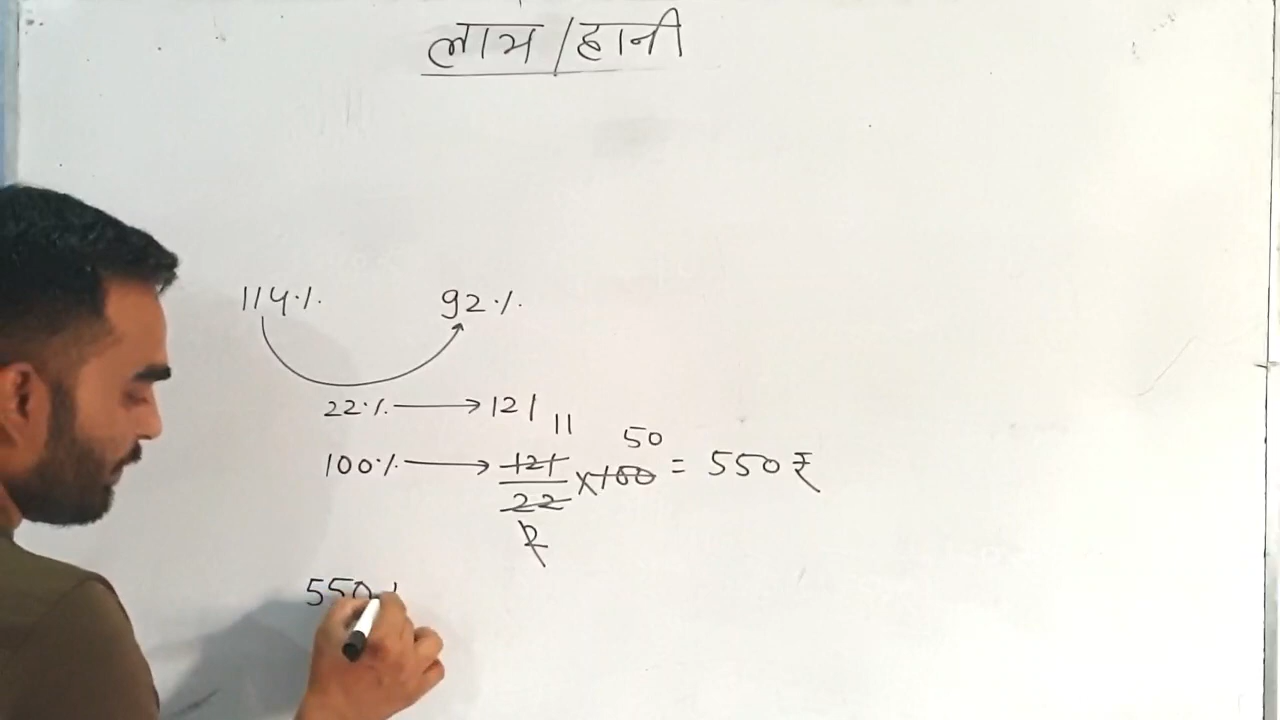 लाभ/हानी
114% 92%
22% → 121
11 50
100% → 121/22 × 100 = 550 ₹
2
550